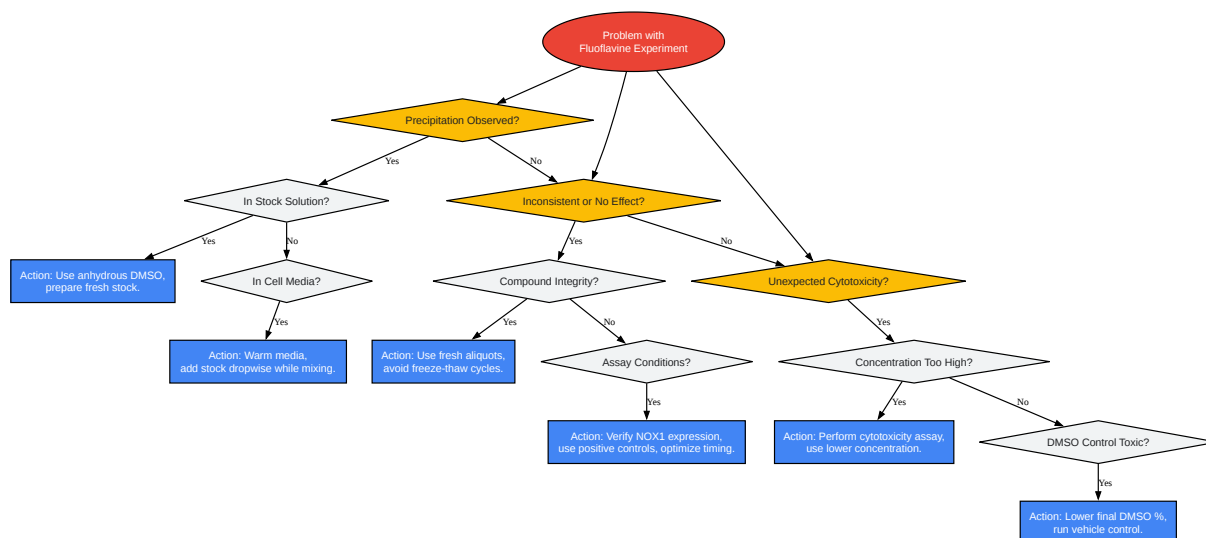 Problem with
Fluoflavine Experiment
Precipitation Observed?
Yes
No
In Stock Solution?
Inconsistent or No Effect?
Yes
No
Yes
No
Action: Use anhydrous DMSO,
prepare fresh stock.
In Cell Media?
Compound Integrity?
Unexpected Cytotoxicity?
Yes
Yes
No
Yes
Action: Warm media,
add stock dropwise while mixing.
Action: Use fresh aliquots,
avoid freeze-thaw cycles.
Assay Conditions?
Concentration Too High?
Yes
Yes
No
Action: Verify NOX1 expression,
use positive controls, optimize timing.
Action: Perform cytotoxicity assay,
use lower concentration.
DMSO Control Toxic?
Yes
Action: Lower final DMSO %,
run vehicle control.